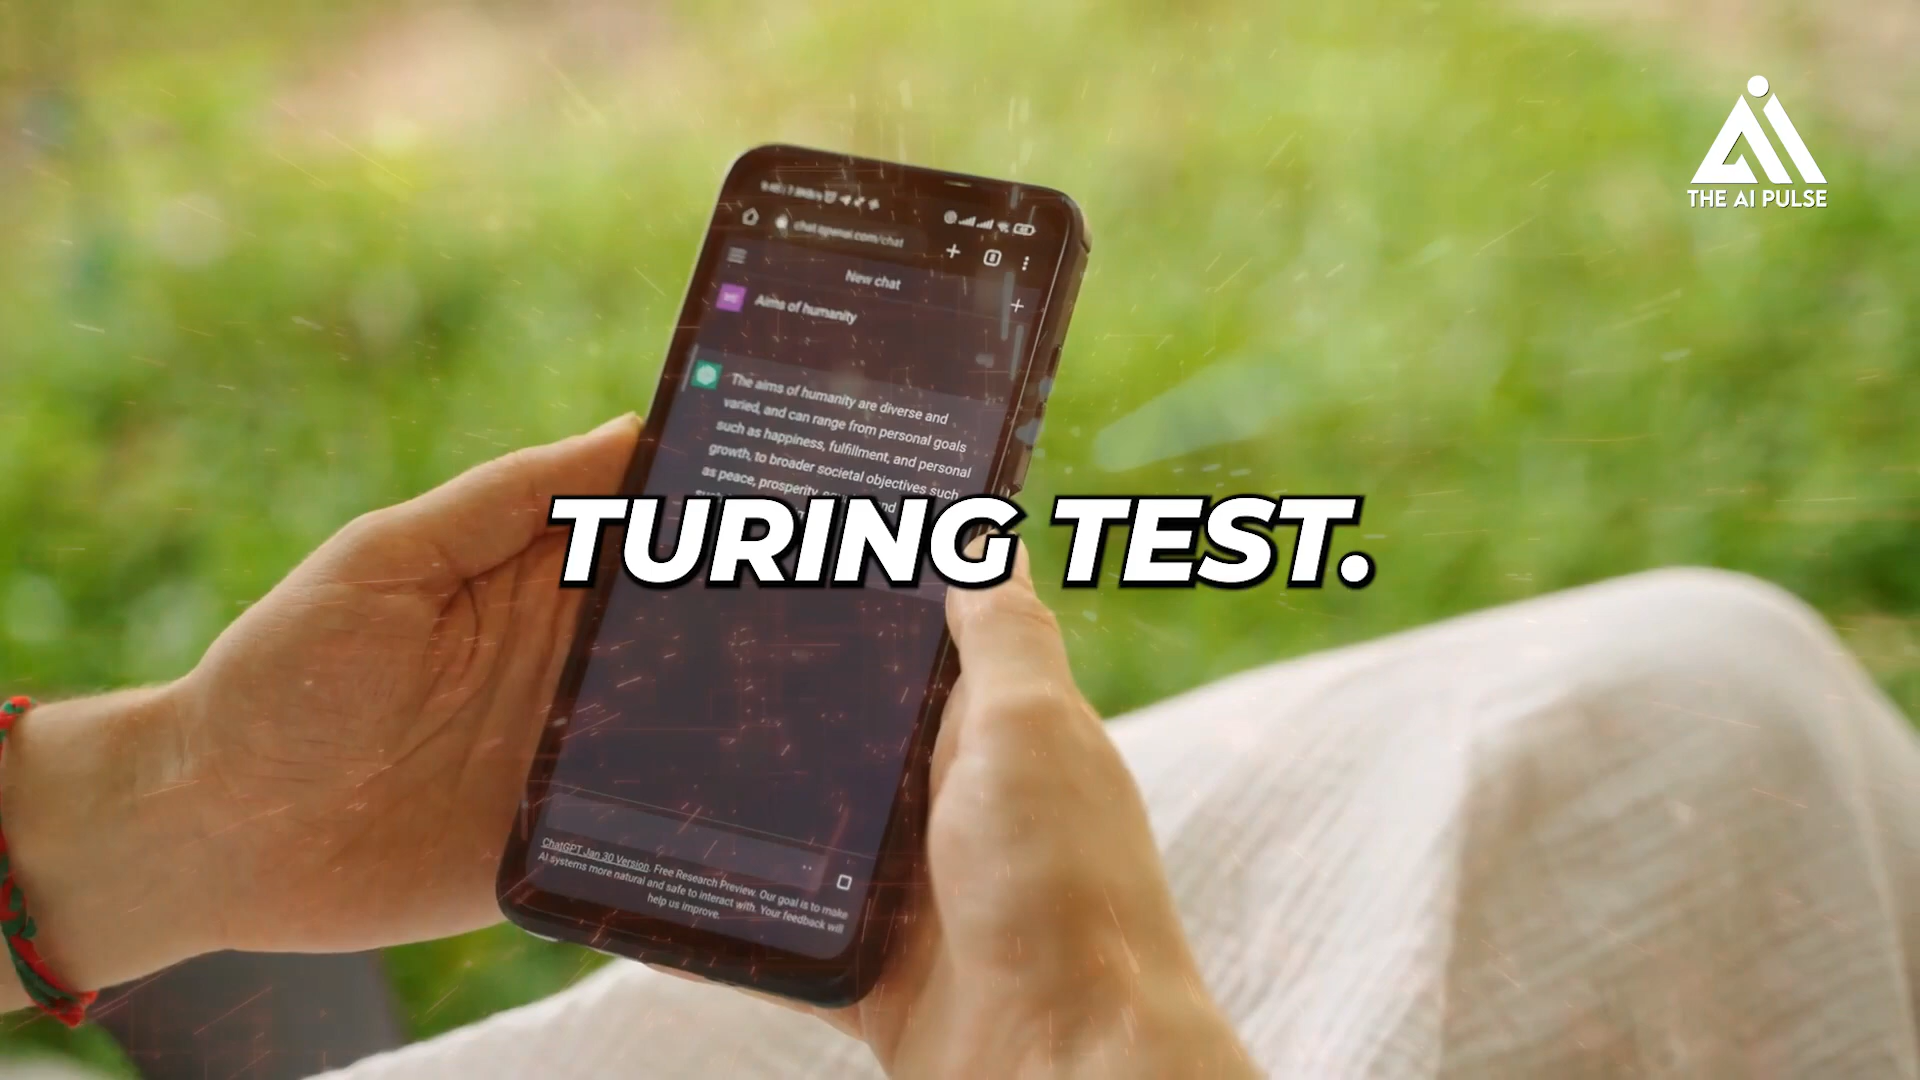 THE AI PULSE
chat.openai.com/chat
New chat
Aims of humanity
The aims of humanity are diverse and
varied, and can range from personal goals
such as happiness, fulfillment, and personal
growth, to broader societal objectives such
as peace, prosperity, and
TURING TEST.
ChatGPT Jan 30 Version. Free Research Preview. Our goal is to make
AI systems more natural and safe to interact with. Your feedback will
help us improve.